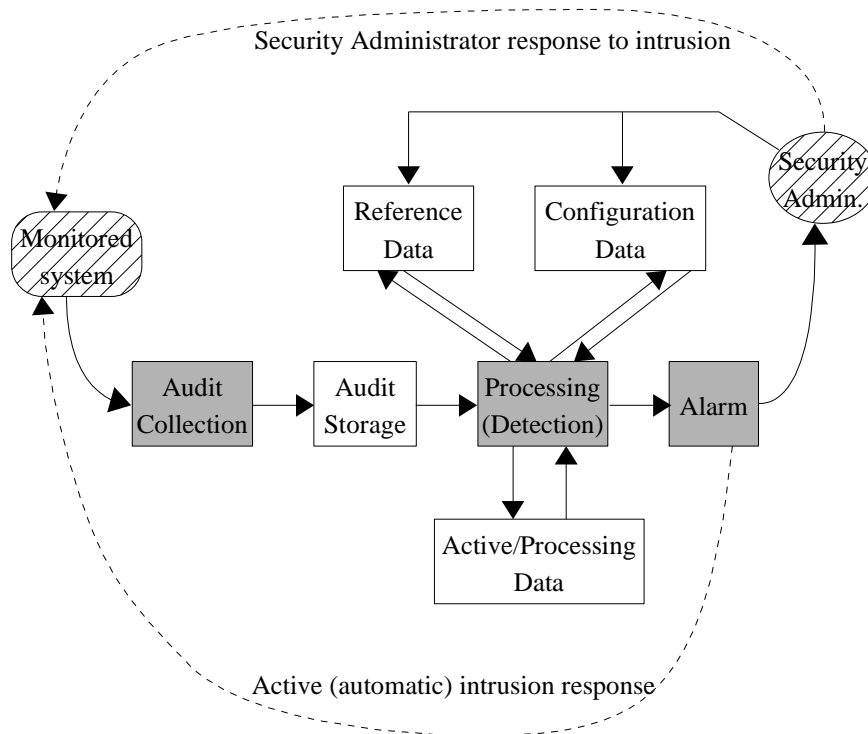 Security Administrator response to intrusion
Security
Admin.
Reference
Data
Configuration
Data
Monitored
system
Audit
Collection
Audit
Storage
Processing
(Detection)
Alarm
Active/Processing
Data
Active (automatic) intrusion response